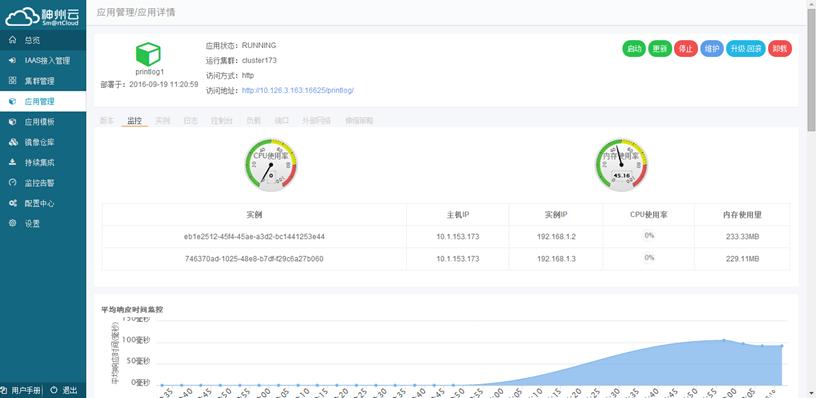 神州云
Sm@rtCloud
应用管理/应用详情
总览
IAAS接入管理
集群管理
应用管理
应用模板
镜像仓库
持续集成
监控告警
配置中心
设置
用户手册
退出
printlog1
部署于：2016-09-19 11:20:59
应用状态：RUNNING
运行集群：cluster173
访问方式：http
访问地址：http://10.126.3.163:16625/printlog/
启动 更新 停止 维护 升级.回滚 卸载
版本 监控 实例 日志 控制台 负载 端口 外部网络 伸缩策略
CPU使用率
0
内存使用率
45.16
实例 主机IP 实例IP CPU使用率 内存使用量
eb1e2512-45f4-45ae-a3d2-bc1441253e44 10.1.153.173 192.168.1.2 0% 233.33MB
746370ad-1025-48e8-b7df-f29c6a27b060 10.1.153.173 192.168.1.3 0% 229.11MB
平均响应时间监控
平均响应时间(毫秒)
150毫秒
100毫秒
50毫秒
0毫秒